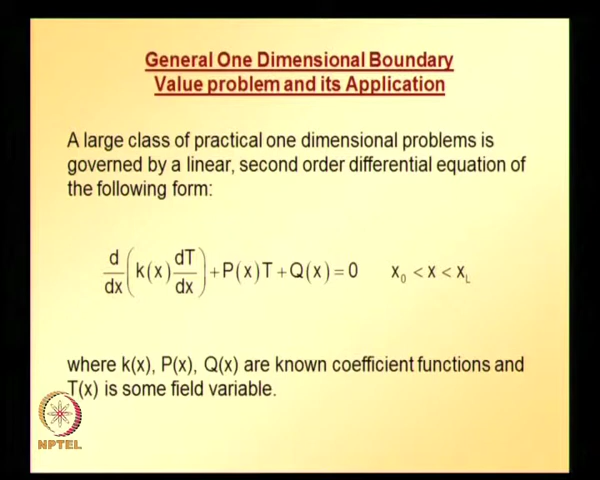 General One Dimensional Boundary
Value problem and its Application
A large class of practical one dimensional problems is
governed by a linear, second order differential equation of
the following form:
d/dx ( k(x) dT/dx ) + P(x)T + Q(x) = 0    x₀ < x < x_L
where k(x), P(x), Q(x) are known coefficient functions and
T(x) is some field variable.
NPTEL